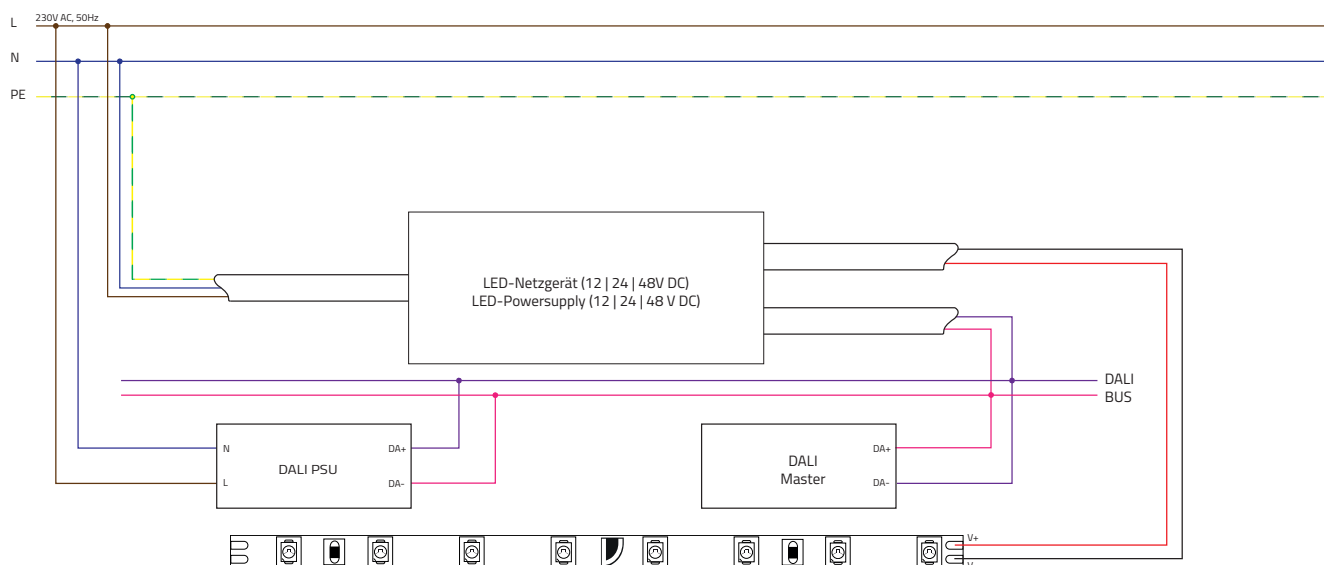 230V AC, 50Hz
L
N
PE
LED-Netzgerät (12 | 24 | 48V DC)
LED-Powersupply (12 | 24 | 48 V DC)
DALI
BUS
N
L
DALI PSU
DA+
DA-
DALI
Master
DA+
DA-
V+